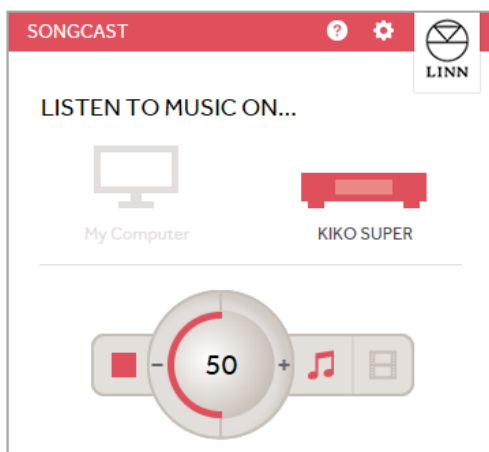 SONGCAST ?
LINN
LISTEN TO MUSIC ON...
My Computer KIKO SUPER
- 50 +